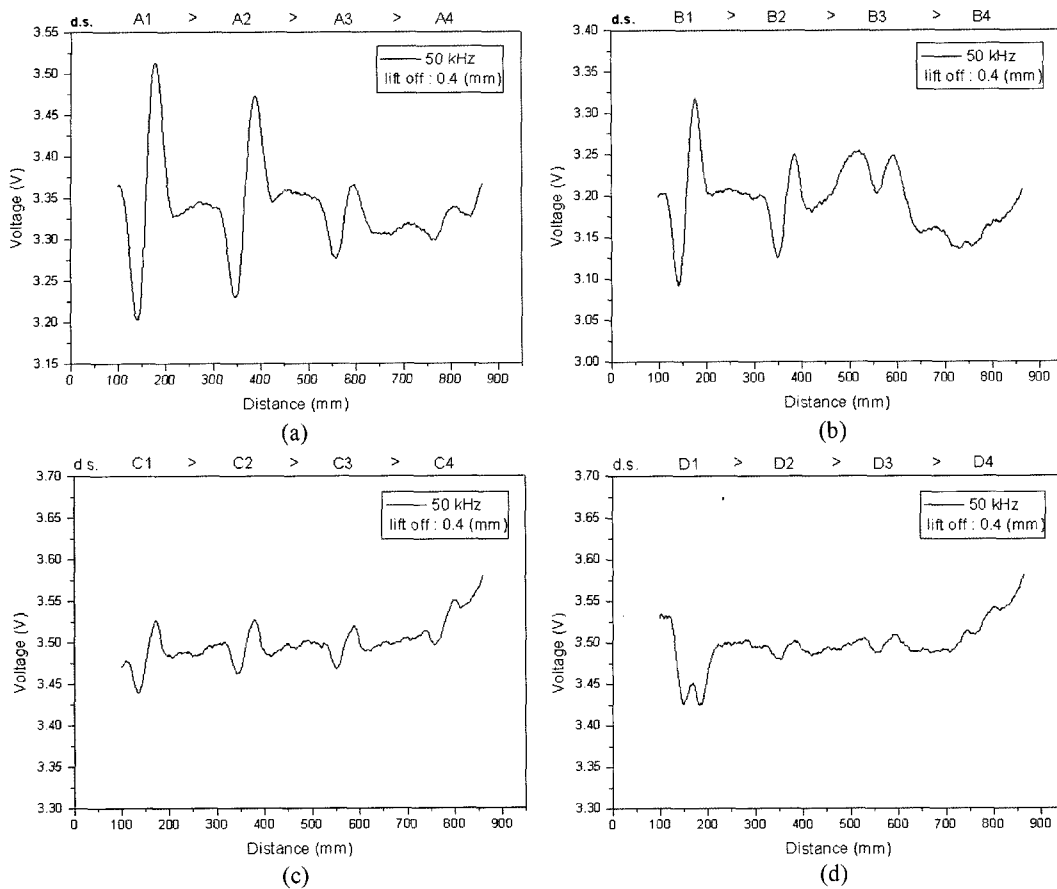 d.s. A1 > A2 > A3 > A4
3.55
3.50
3.45
3.40
3.35
3.30
3.25
3.20
3.15
Voltage (V)
50 kHz
lift off : 0.4 (mm)
0 100 200 300 400 500 600 700 800 900
Distance (mm)
(a)
d.s. B1 > B2 > B3 > B4
3.40
3.35
3.30
3.25
3.20
3.15
3.10
3.05
3.00
Voltage (V)
50 kHz
lift off : 0.4 (mm)
0 100 200 300 400 500 600 700 800 900
Distance (mm)
(b)
d.s. C1 > C2 > C3 > C4
3.70
3.65
3.60
3.55
3.50
3.45
3.40
3.35
3.30
Voltage (V)
50 kHz
lift off : 0.4 (mm)
0 100 200 300 400 500 600 700 800 900
Distance (mm)
(c)
d.s. D1 > D2 > D3 > D4
3.70
3.65
3.60
3.55
3.50
3.45
3.40
3.35
3.30
Voltage (V)
50 kHz
lift off : 0.4 (mm)
0 100 200 300 400 500 600 700 800 900
Distance (mm)
(d)